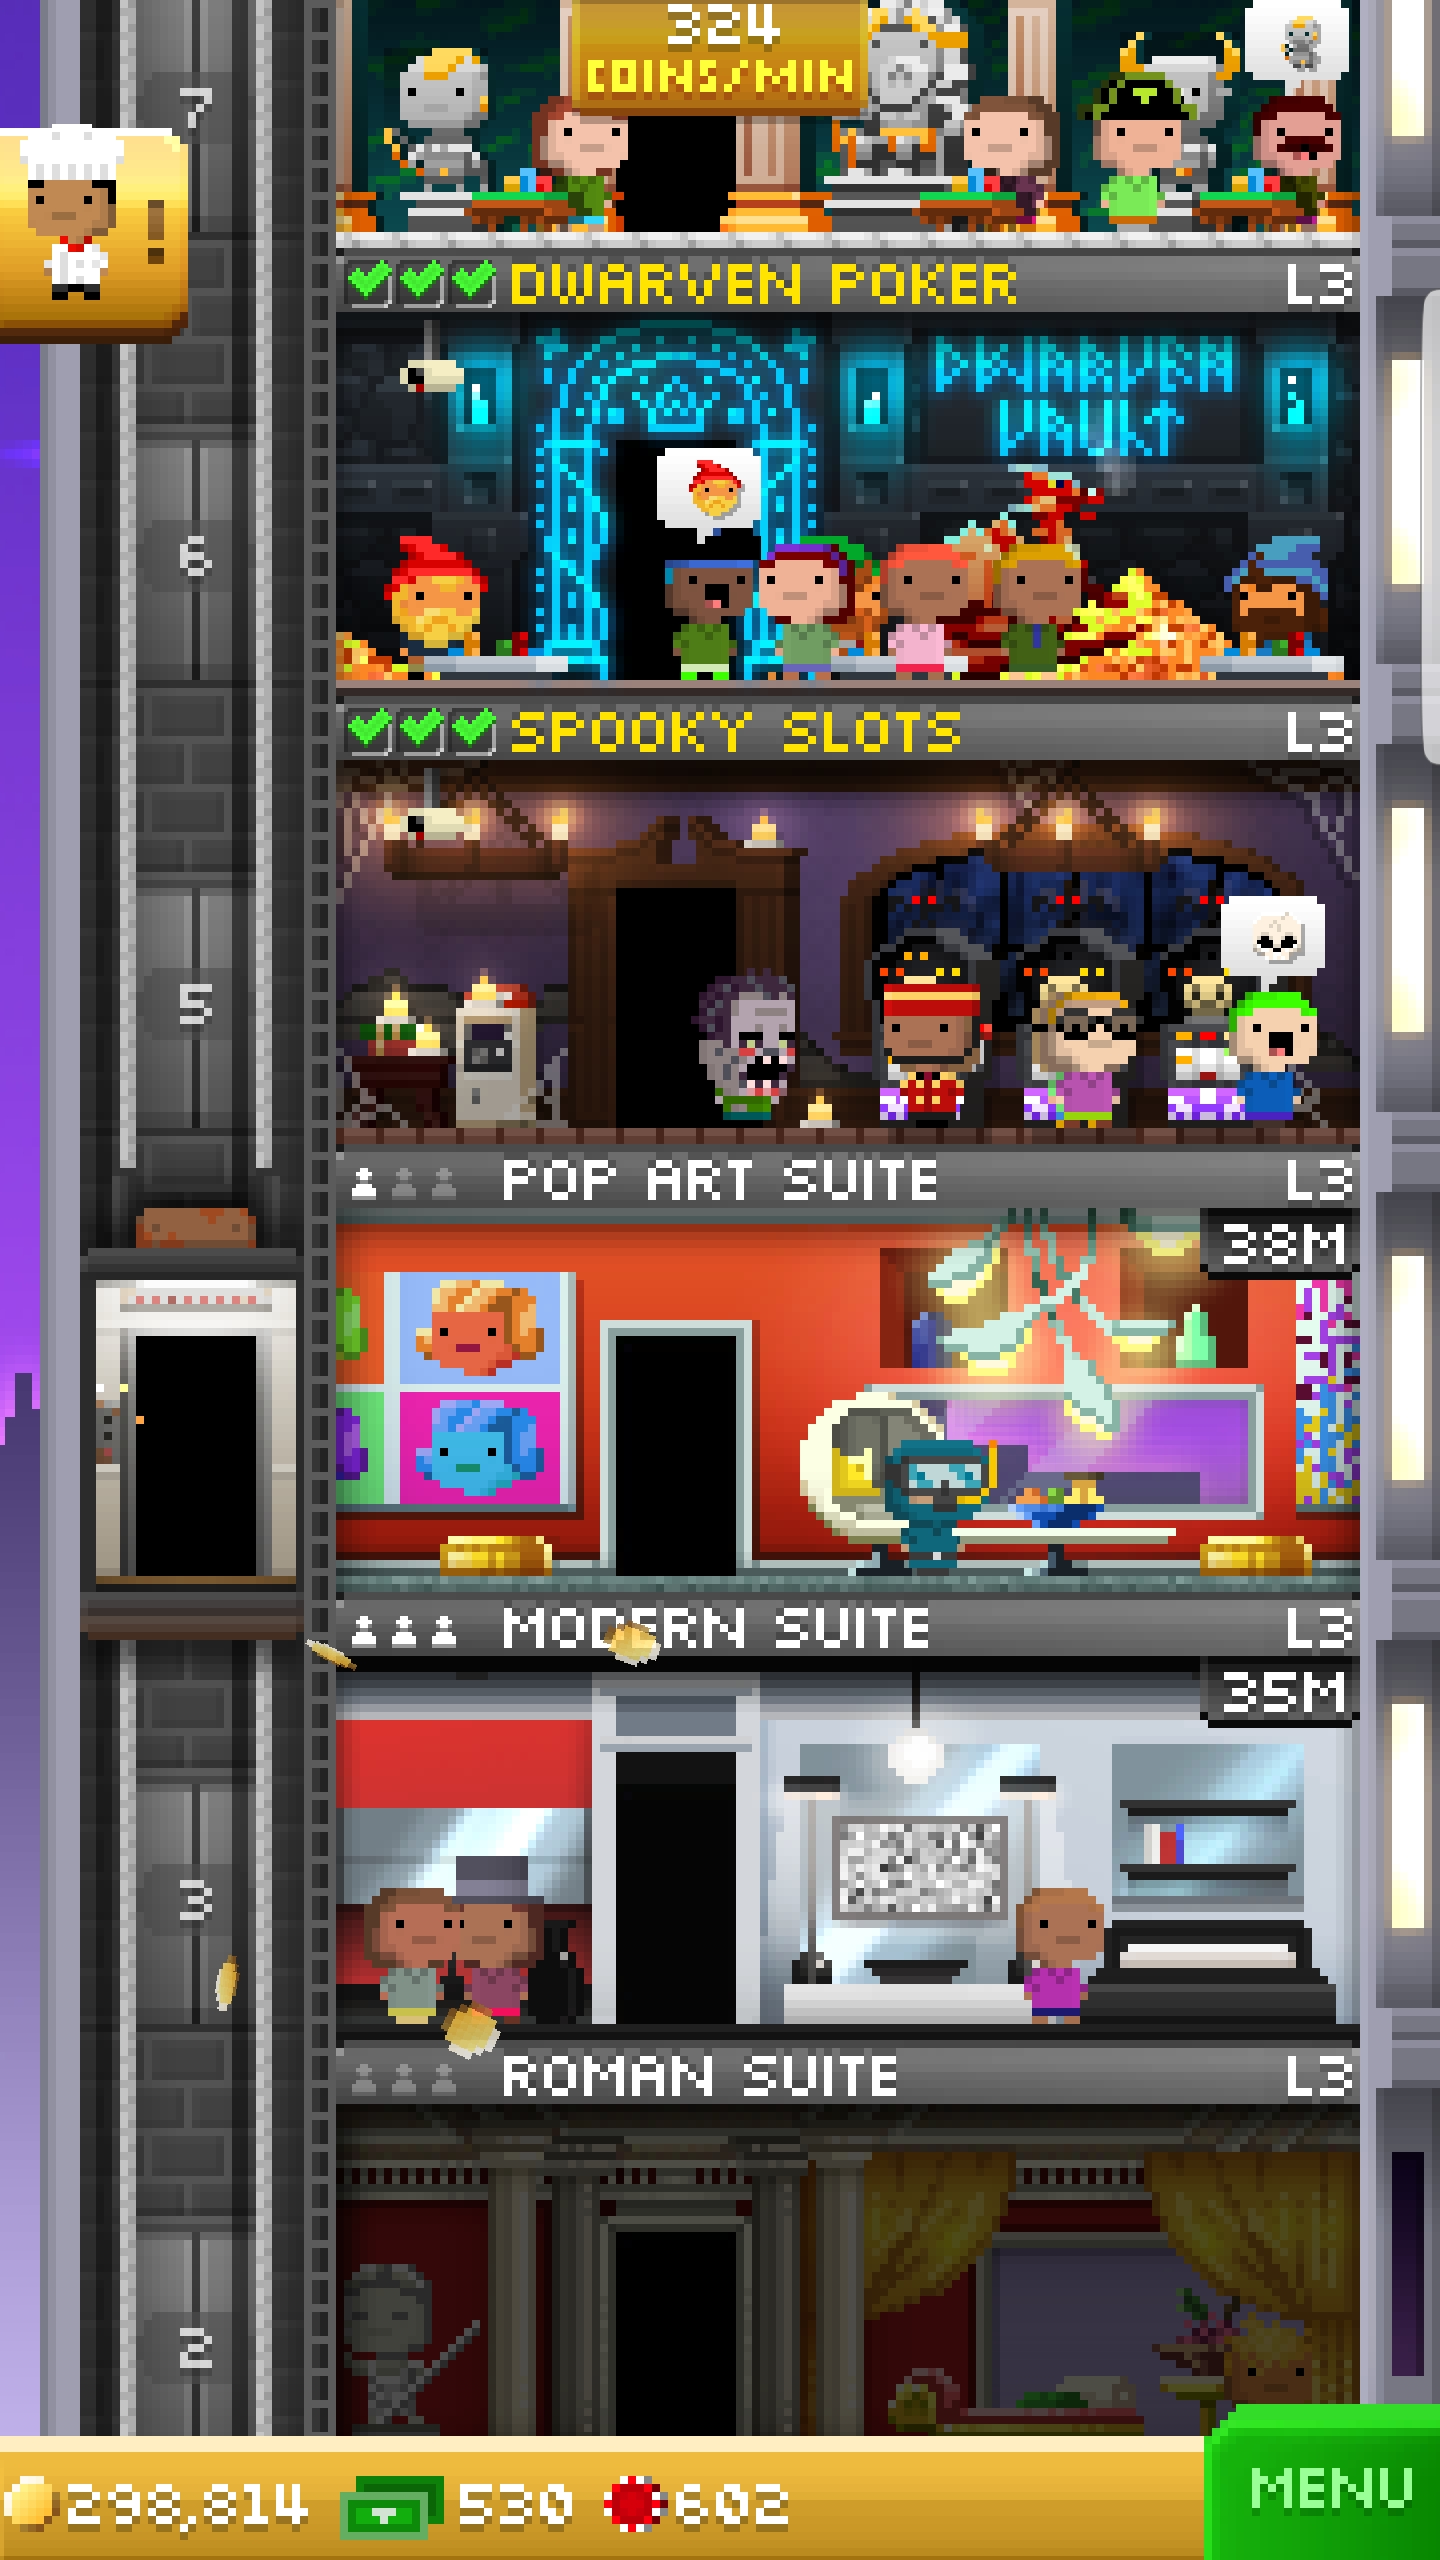 324
COINS/MIN
7
DWARVEN POKER L3
DWARVEN
VAULT
6
SPOOKY SLOTS L3
5
POP ART SUITE L3
38M
MODERN SUITE L3
35M
3
ROMAN SUITE L3
2
298,814 530 602
MENU